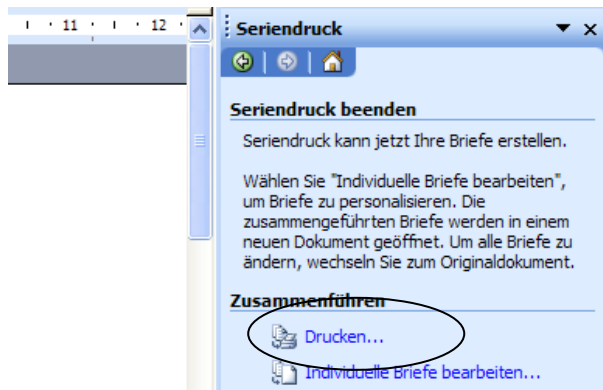 11 12
Seriendruck
Seriendruck beenden
Seriendruck kann jetzt Ihre Briefe erstellen.
Wählen Sie "Individuelle Briefe bearbeiten",
um Briefe zu personalisieren. Die
zusammengeführten Briefe werden in einem
neuen Dokument geöffnet. Um alle Briefe zu
ändern, wechseln Sie zum Originaldokument.
Zusammenführen
Drucken...
Individuelle Briefe bearbeiten...